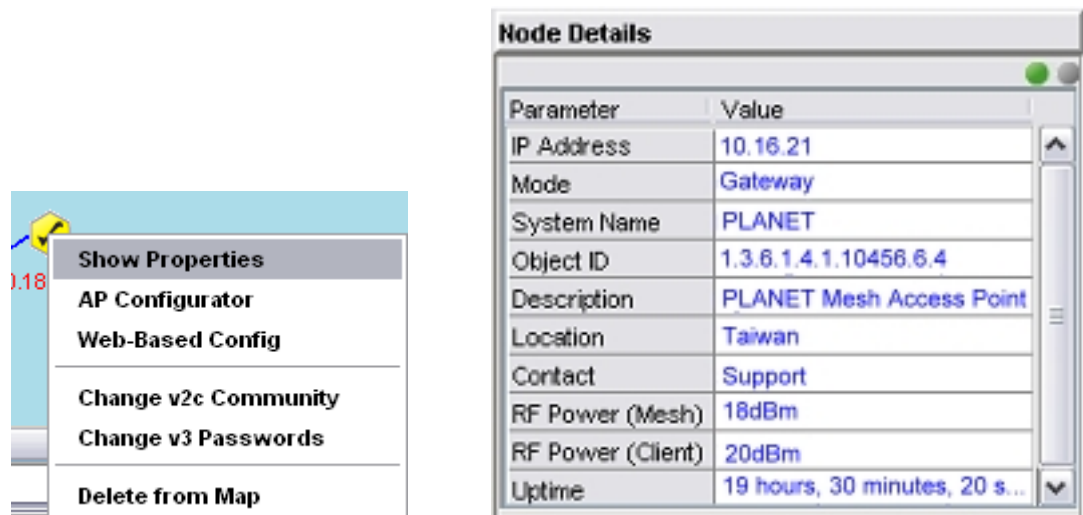 0.18
Show Properties
AP Configurator
Web-Based Config
Change v2c Community
Change v3 Passwords
Delete from Map
Node Details
Parameter Value
IP Address 10.16.21
Mode Gateway
System Name PLANET
Object ID 1.3.6.1.4.1.10456.6.4
Description PLANET Mesh Access Point
Location Taiwan
Contact Support
RF Power (Mesh) 18dBm
RF Power (Client) 20dBm
Uptime 19 hours, 30 minutes, 20 s...